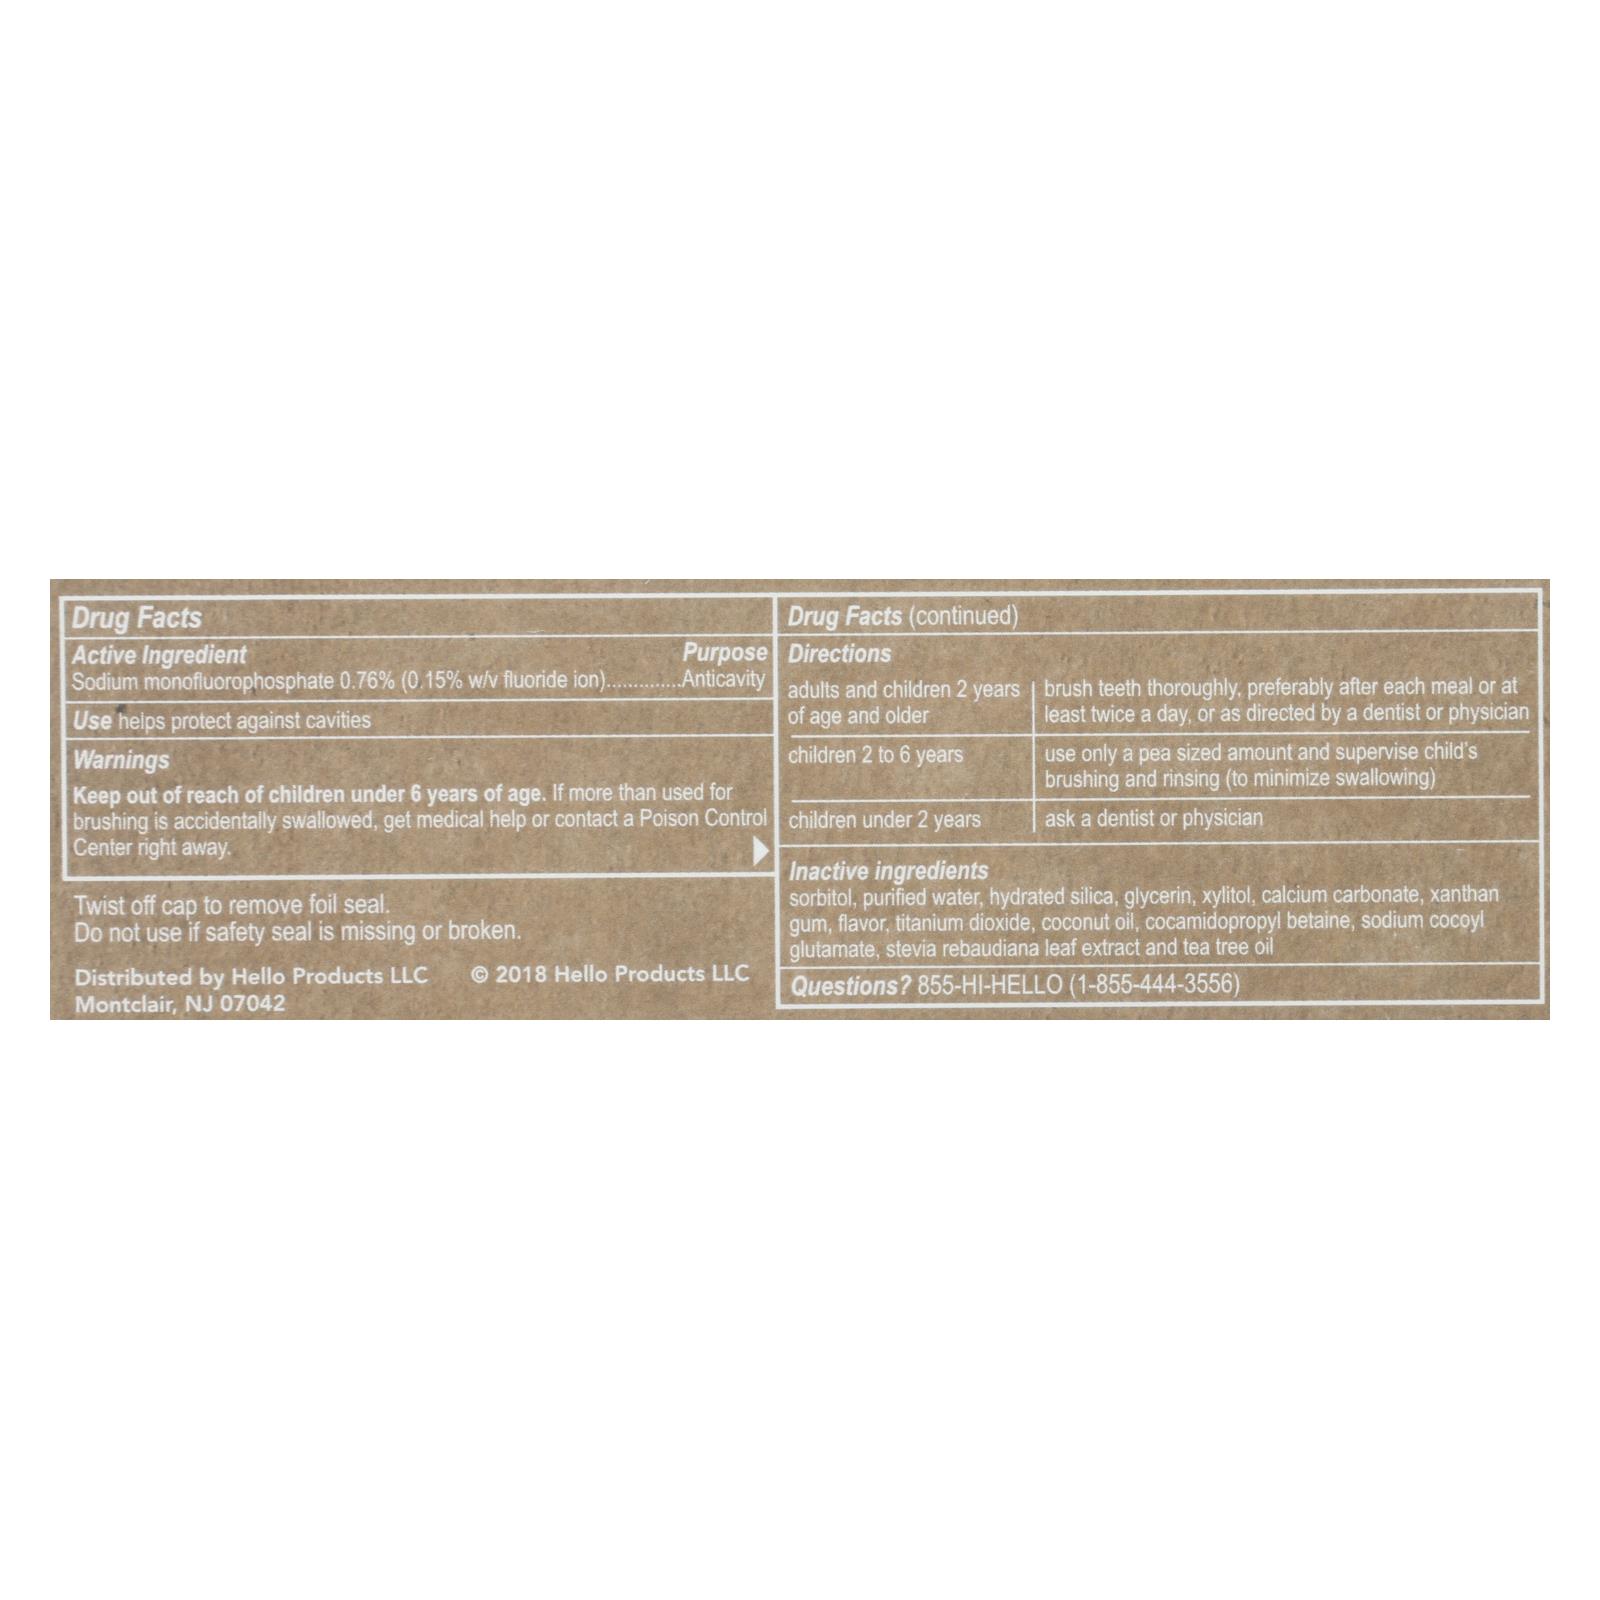 Drug Facts
Active Ingredient Purpose
Sodium monofluorophosphate 0.76% (0.15% w/v fluoride ion).............Anticavity
Use helps protect against cavities
Warnings
Keep out of reach of children under 6 years of age. If more than used for
brushing is accidentally swallowed, get medical help or contact a Poison Control
Center right away.
Twist off cap to remove foil seal.
Do not use if safety seal is missing or broken.
Distributed by Hello Products LLC © 2018 Hello Products LLC
Montclair, NJ 07042
Drug Facts (continued)
Directions
adults and children 2 years
of age and older
brush teeth thoroughly, preferably after each meal or at
least twice a day, or as directed by a dentist or physician
children 2 to 6 years
use only a pea sized amount and supervise child's
brushing and rinsing (to minimize swallowing)
children under 2 years
ask a dentist or physician
Inactive ingredients
sorbitol, purified water, hydrated silica, glycerin, xylitol, calcium carbonate, xanthan
gum, flavor, titanium dioxide, coconut oil, cocamidopropyl betaine, sodium cocoyl
glutamate, stevia rebaudiana leaf extract and tea tree oil
Questions? 855-HI-HELLO (1-855-444-3556)